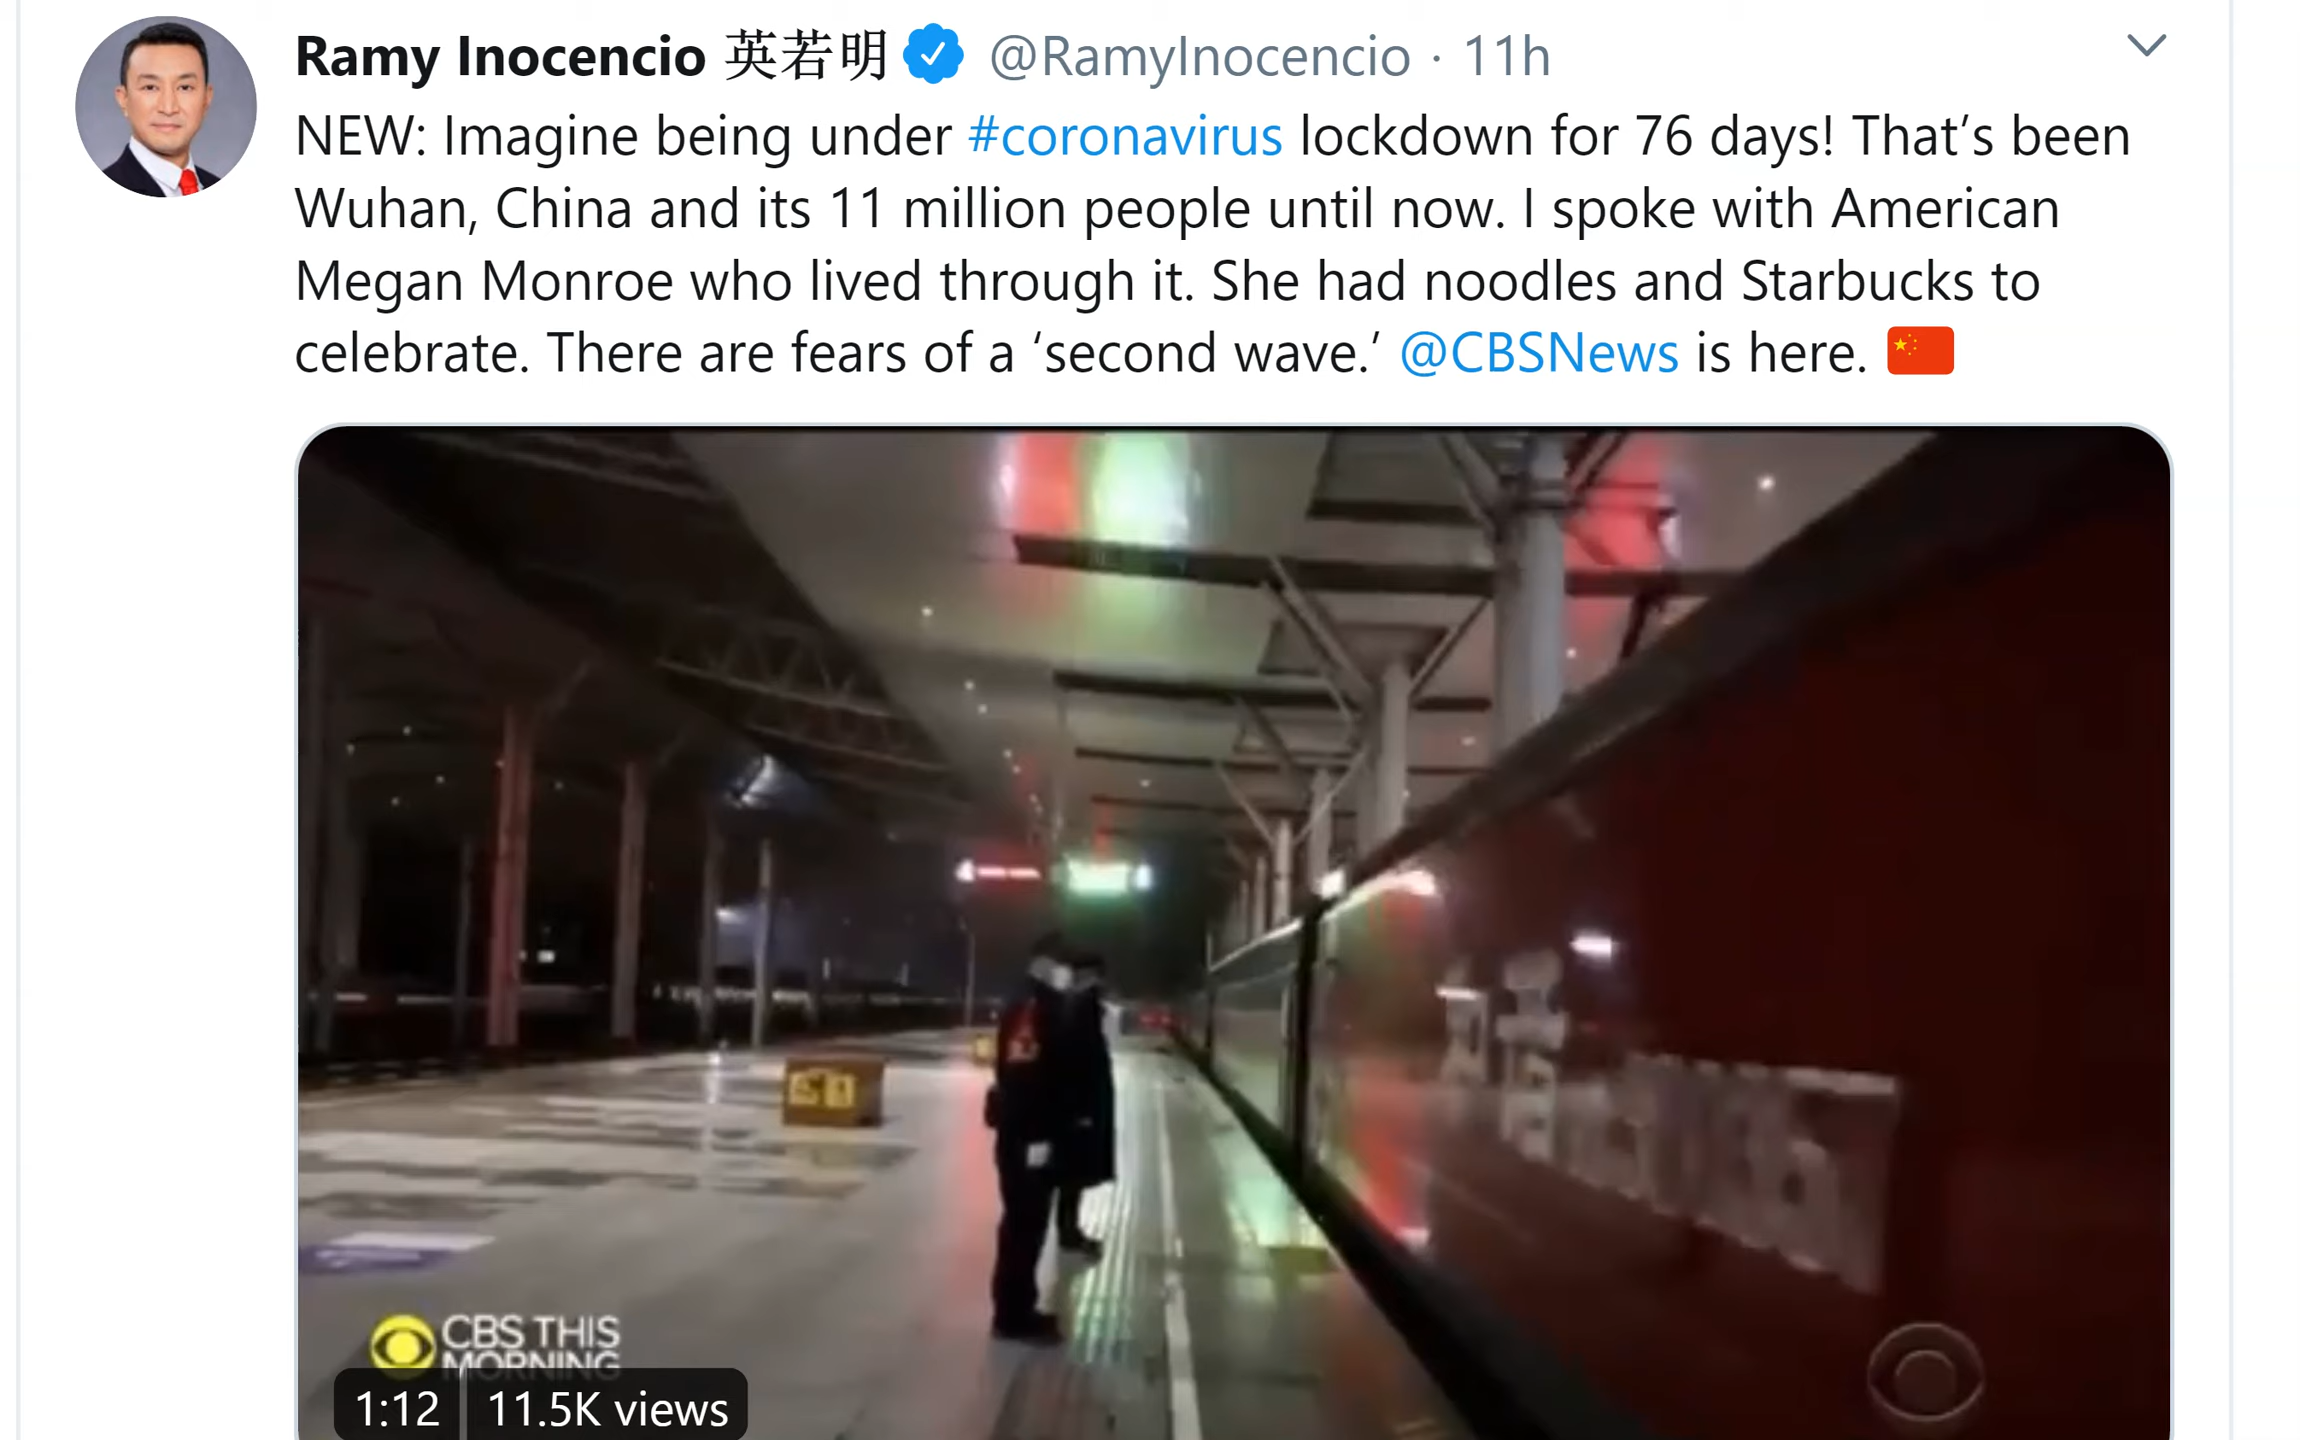 Ramy Inocencio 英若明 @RamyInocencio · 11h
NEW: Imagine being under #coronavirus lockdown for 76 days! That’s been
Wuhan, China and its 11 million people until now. I spoke with American
Megan Monroe who lived through it. She had noodles and Starbucks to
celebrate. There are fears of a ‘second wave.’ @CBSNews is here.
CBS THIS
MORNING
1:12 11.5K views